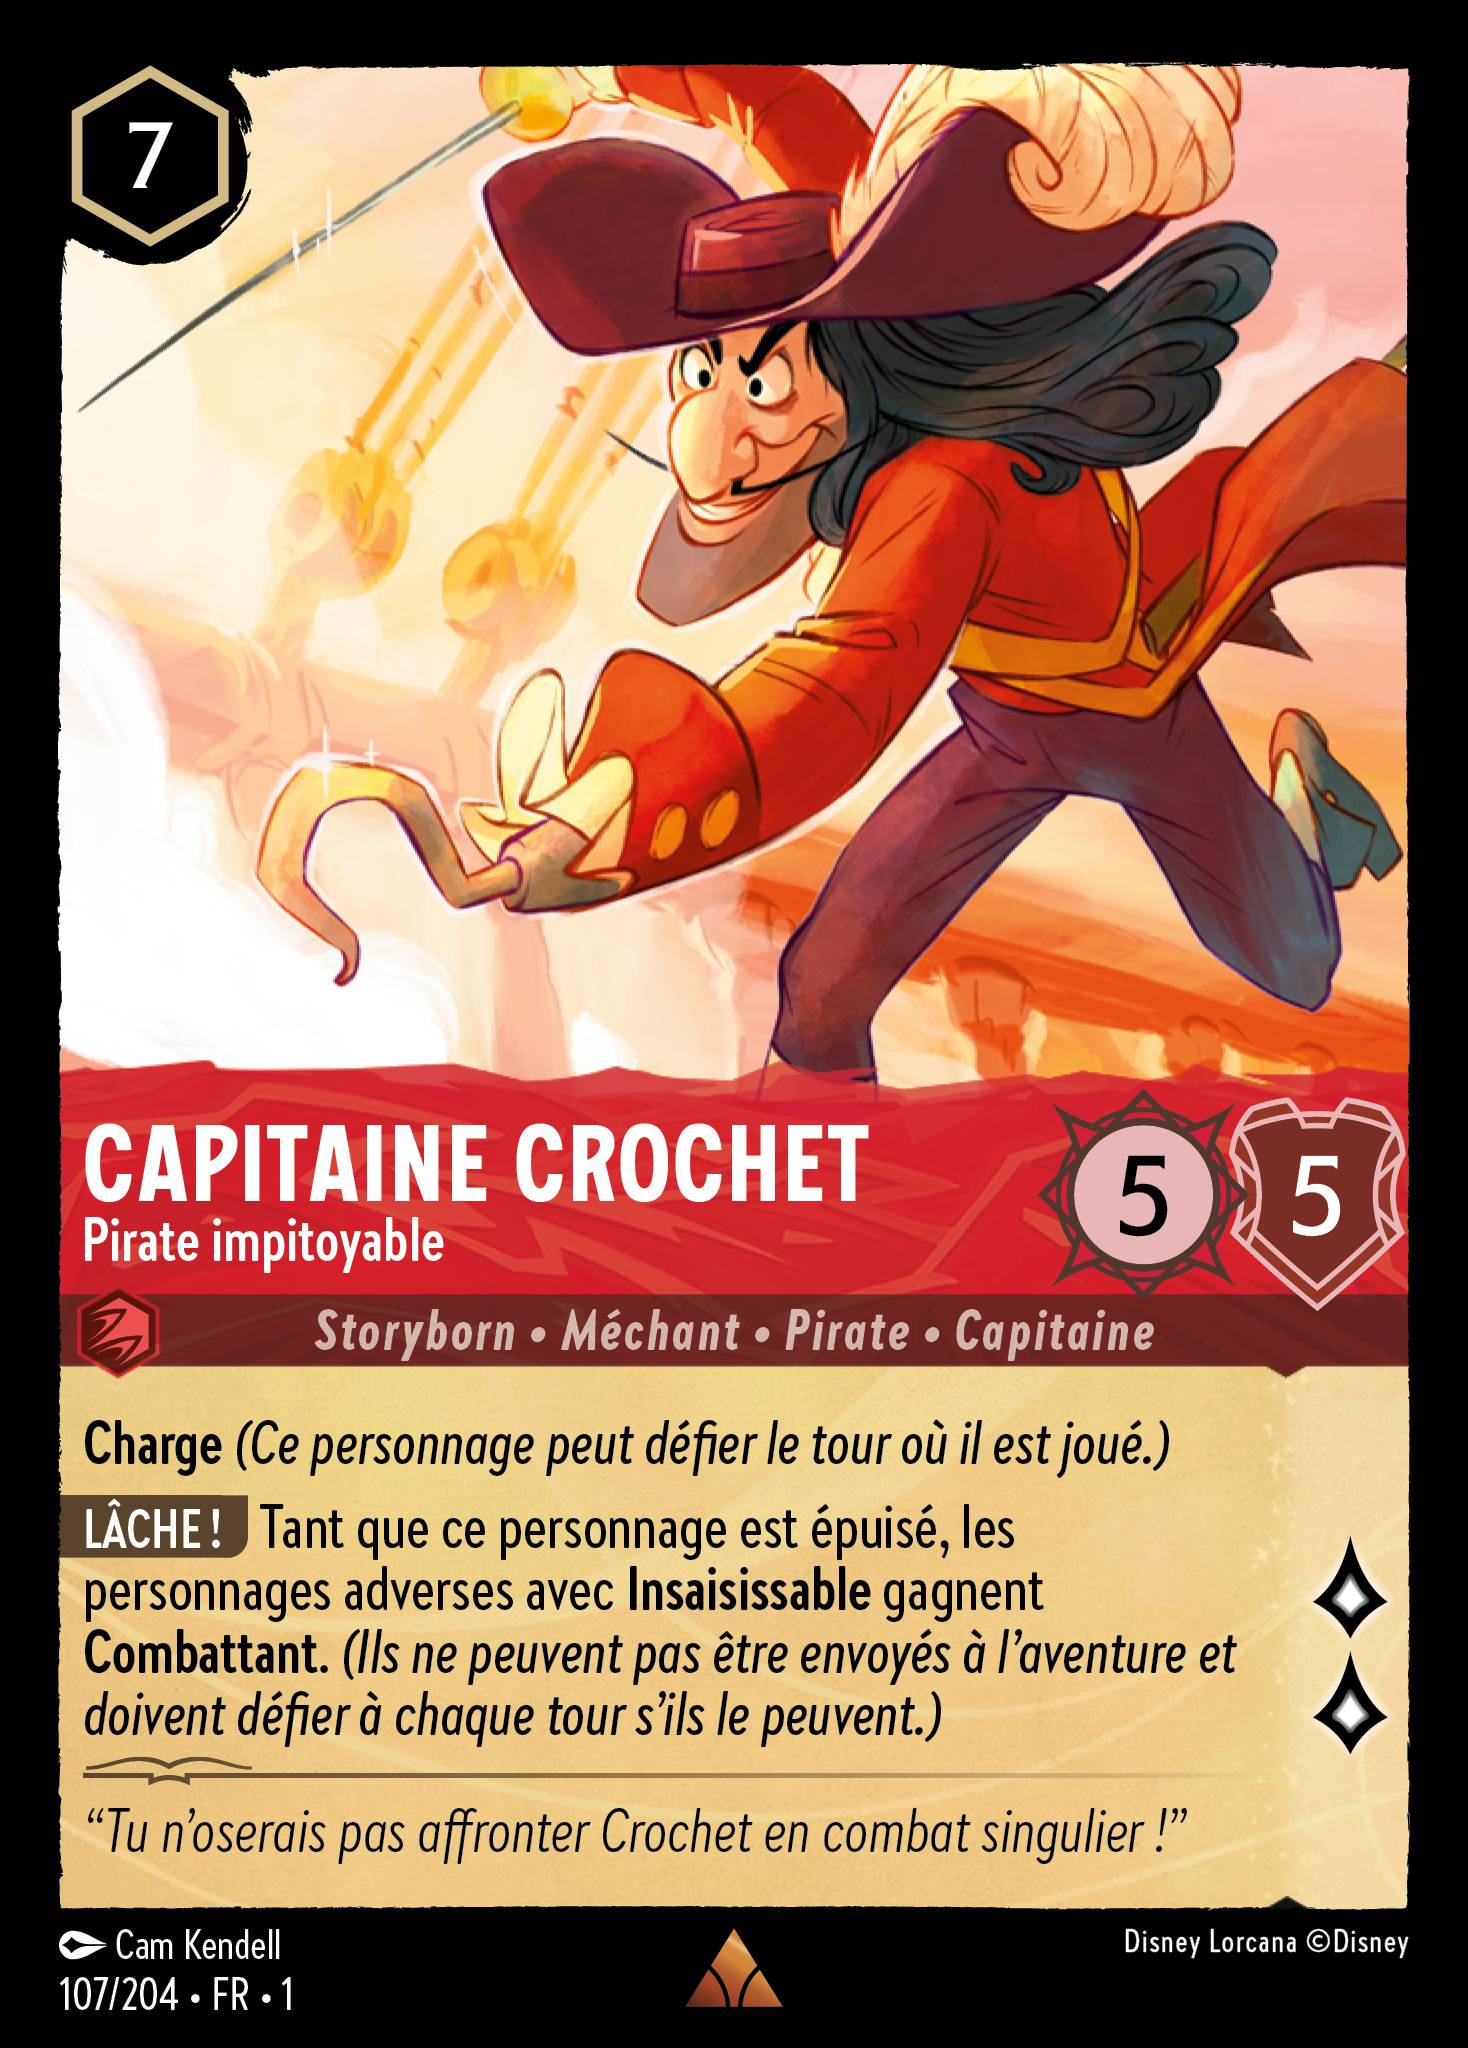 7
CAPITAINE CROCHET
Pirate impitoyable
5
5
Storyborn • Méchant • Pirate • Capitaine
Charge (Ce personnage peut défier le tour où il est joué.)
LÂCHE ! Tant que ce personnage est épuisé, les
personnages adverses avec Insaisissable gagnent
Combattant. (Ils ne peuvent pas être envoyés à l’aventure et
doivent défier à chaque tour s’ils le peuvent.)
“Tu n’oserais pas affronter Crochet en combat singulier !”
Cam Kendell
107/204 • FR • 1
Disney Lorcana ©Disney